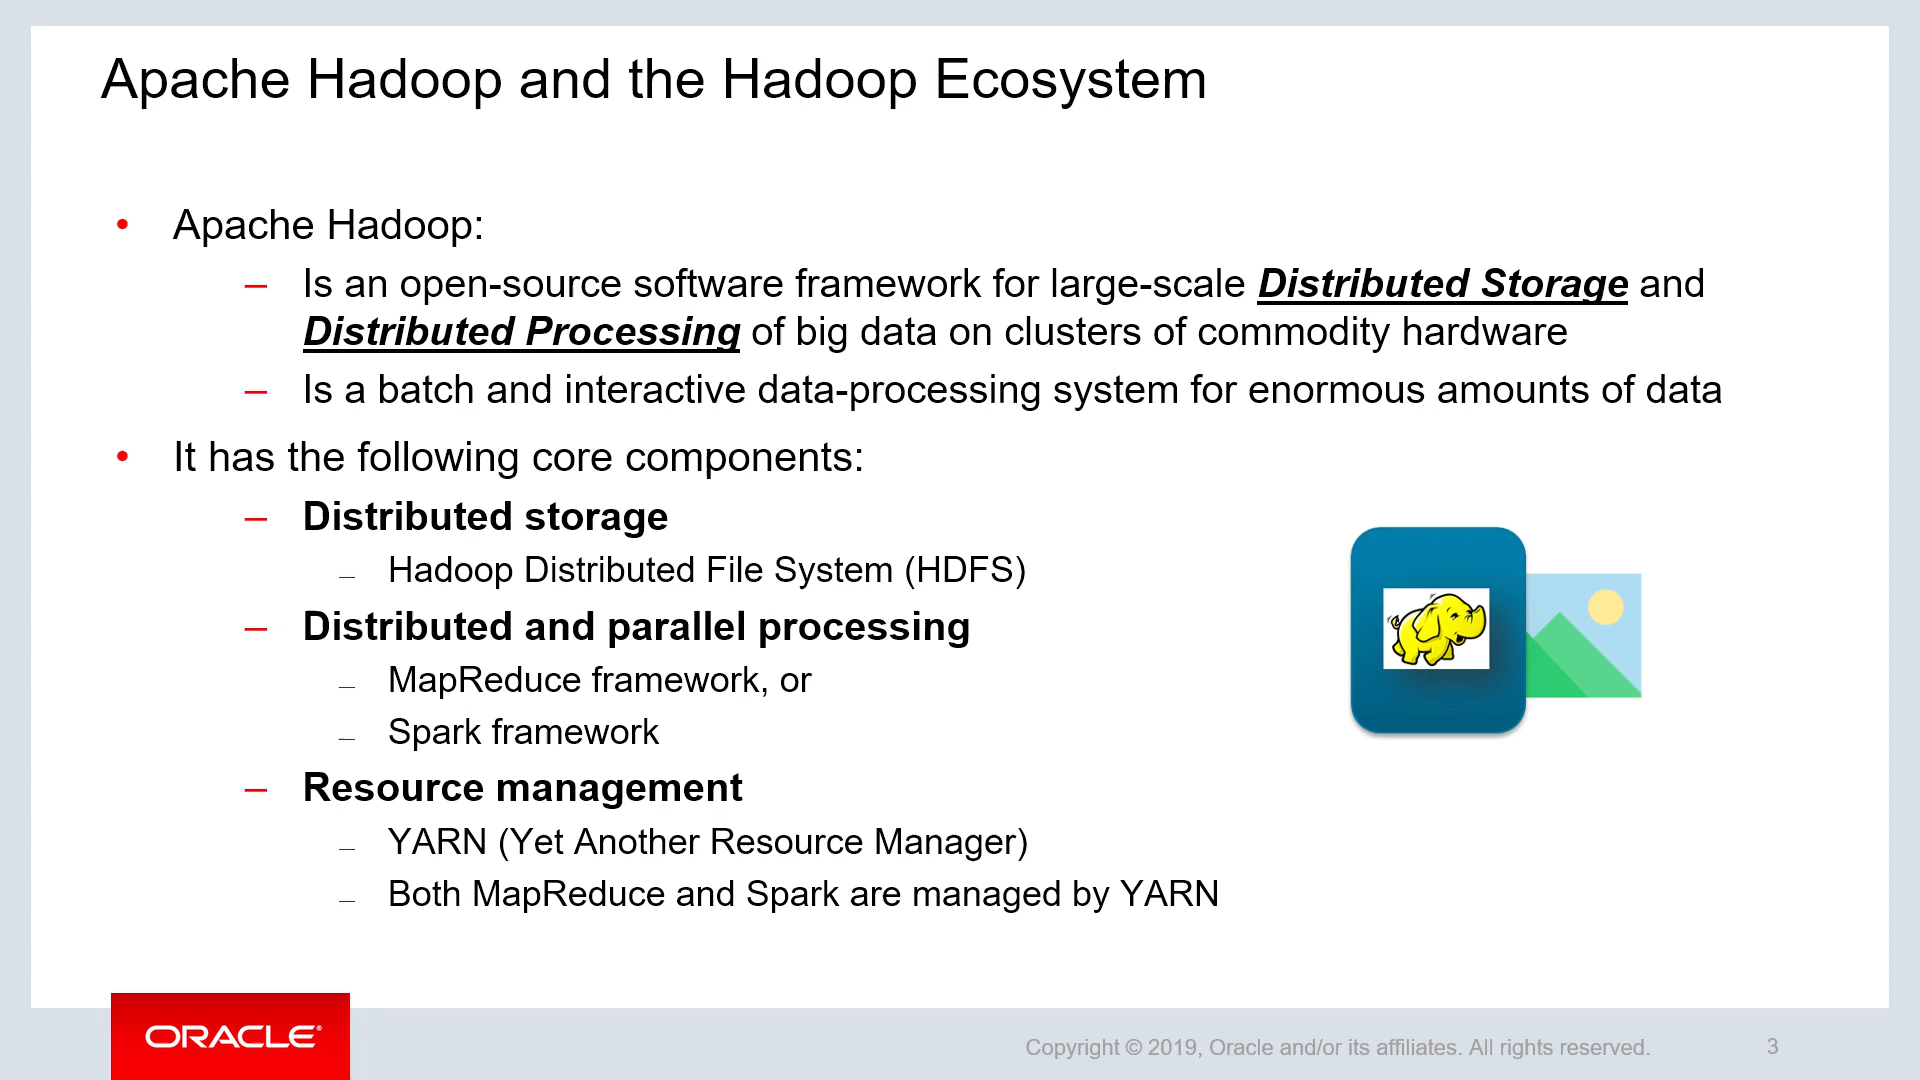 Apache Hadoop and the Hadoop Ecosystem
• Apache Hadoop:
– Is an open-source software framework for large-scale Distributed Storage and
Distributed Processing of big data on clusters of commodity hardware
– Is a batch and interactive data-processing system for enormous amounts of data
• It has the following core components:
– Distributed storage
– Hadoop Distributed File System (HDFS)
– Distributed and parallel processing
– MapReduce framework, or
– Spark framework
– Resource management
– YARN (Yet Another Resource Manager)
– Both MapReduce and Spark are managed by YARN
ORACLE®
Copyright © 2019, Oracle and/or its affiliates. All rights reserved.
3